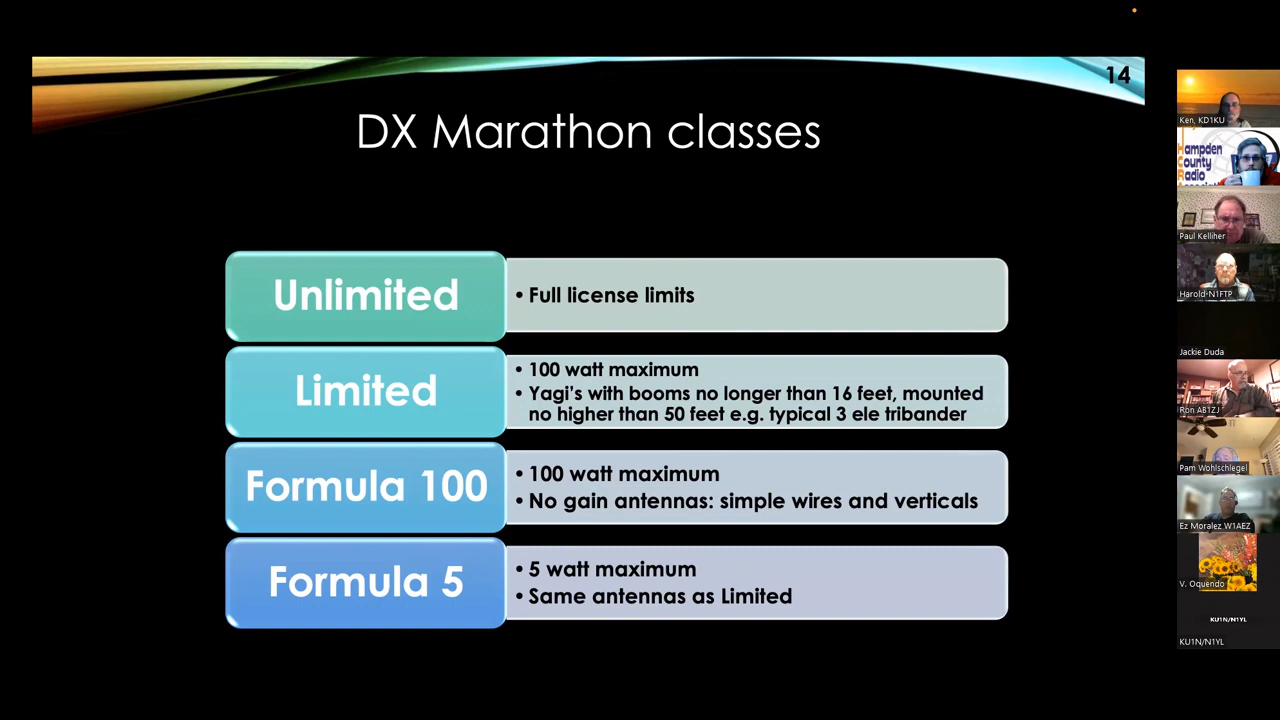 14
DX Marathon classes
Unlimited
• Full license limits
Limited
• 100 watt maximum
• Yagi's with booms no longer than 16 feet, mounted
no higher than 50 feet e.g. typical 3 ele tribander
Formula 100
• 100 watt maximum
• No gain antennas: simple wires and verticals
Formula 5
• 5 watt maximum
• Same antennas as Limited
Ken, KD1KU
Hampden
County
Radio
Paul Kelliher
Harold-N1FTP
Jackie Duda
Ron AB1ZJ
Pam Wohlschlegel
Ez Moralez W1AEZ
V. Oquendo
KU1N/N1YL
KU1N/N1YL